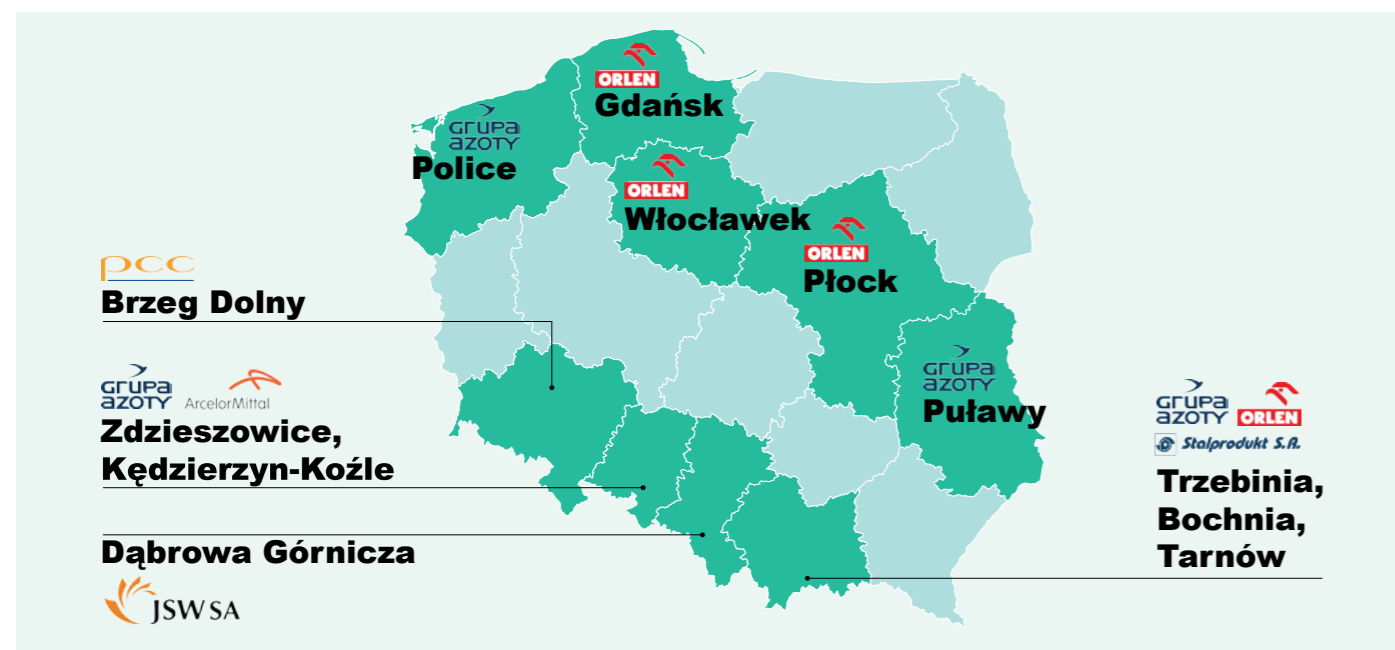 ORLEN
Gdańsk
GRUPA
AZOTY
Police
ORLEN
Włocławek
ORLEN
Płock
pcc
Brzeg Dolny
GRUPA
AZOTY
ArcelorMittal
Zdzieszowice,
Kędzierzyn-Koźle
Dąbrowa Górnicza
JSW SA
GRUPA
AZOTY
Puławy
GRUPA
AZOTY ORLEN
Stalprodukt S.A.
Trzebinia,
Bochnia,
Tarnów